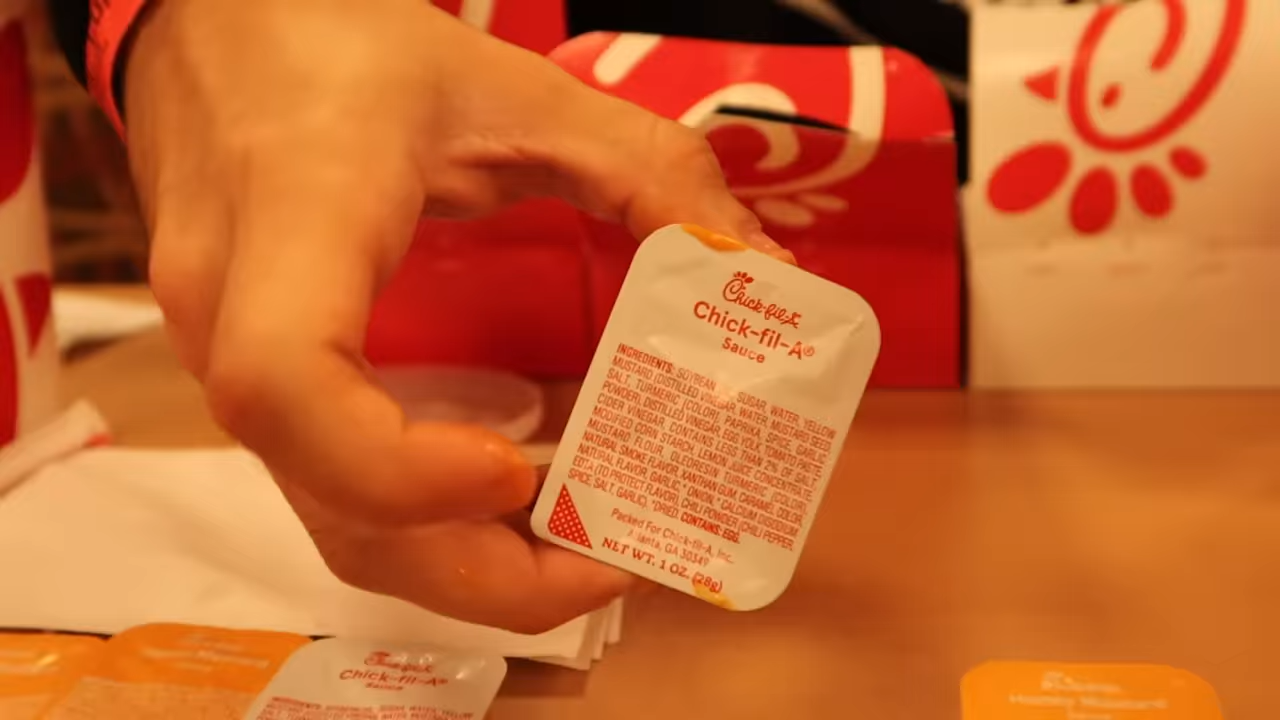 Chick-fil-A
Chick-fil-A®
Sauce
INGREDIENTS: SOYBEAN SUGAR, WATER, YELLOW
MUSTARD (DISTILLED VINEGAR, WATER, MUSTARD SEED,
SALT, TURMERIC [COLOR], PAPRIKA, SPICE, GARLIC
POWDER), DISTILLED VINEGAR, EGG YOLK, TOMATO PASTE,
CIDER VINEGAR, CONTAINS LESS THAN 2% OF SALT,
MODIFIED CORN STARCH, LEMON JUICE CONCENTRATE,
MUSTARD FLOUR, OLEORESIN TURMERIC (COLOR),
NATURAL SMOKE FLAVOR, XANTHAN GUM, CARAMEL COLOR,
NATURAL FLAVOR, GARLIC,* ONION,* CALCIUM DISODIUM
EDTA (TO PROTECT FLAVOR), CHILI POWDER (CHILI PEPPER,
SPICE, SALT, GARLIC). *DRIED. CONTAINS: EGG.
Packed For Chick-fil-A, Inc.
Atlanta, GA 30349
NET WT. 1 OZ. (28g)
Chick-fil-A
Chick-fil-A®
Sauce
Honey Mustard